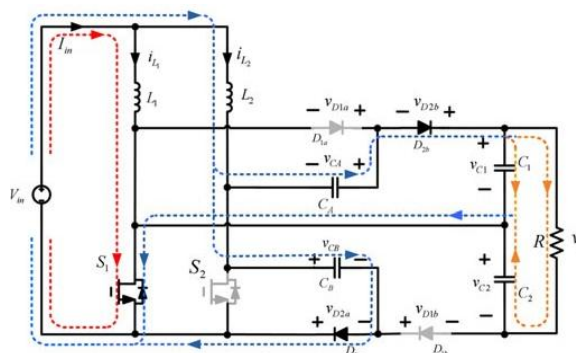 I_in
i_L1
i_L2
L_1
L_2
− v_D1a +
− v_D2b +
D_1a
D_2b
− v_CA +
C_A
V_in
+
v_C1
−
C_1
R
v
S_1
S_2
+ v_CB −
C_B
+
v_C2
−
C_2
+ v_D2a −
+ v_D1b −